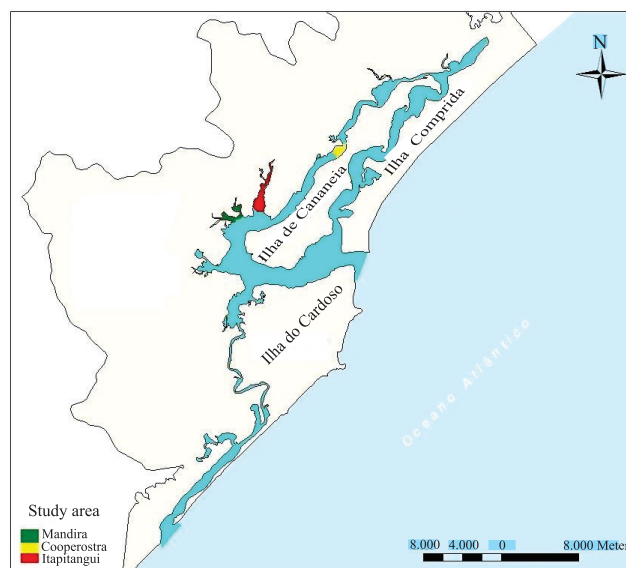 N
Ilha Comprida
Ilha de Cananeia
Ilha do Cardoso
Oceano Atlântico
Study area
Mandira
Cooperostra
Itapitangui
8.000 4.000 0 8.000 Meter